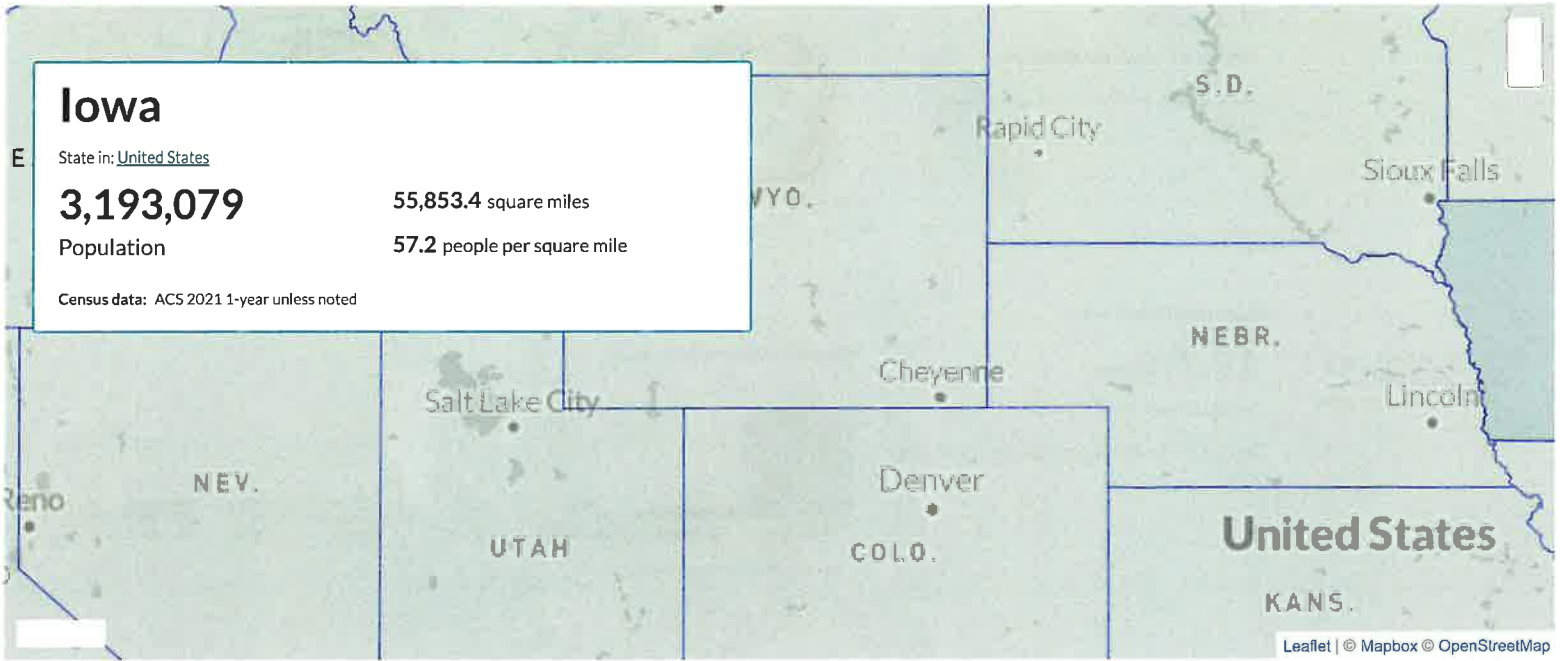 Iowa
State in: United States
3,193,079
Population
55,853.4 square miles
57.2 people per square mile
Census data: ACS 2021 1-year unless noted
E
WYO.
S.D.
Rapid City
Sioux Falls
NEBR.
Cheyenne
Lincoln
Salt Lake City
NEV.
Reno
Denver
UTAH
COLO.
United States
KANS.
Leaflet | © Mapbox © OpenStreetMap